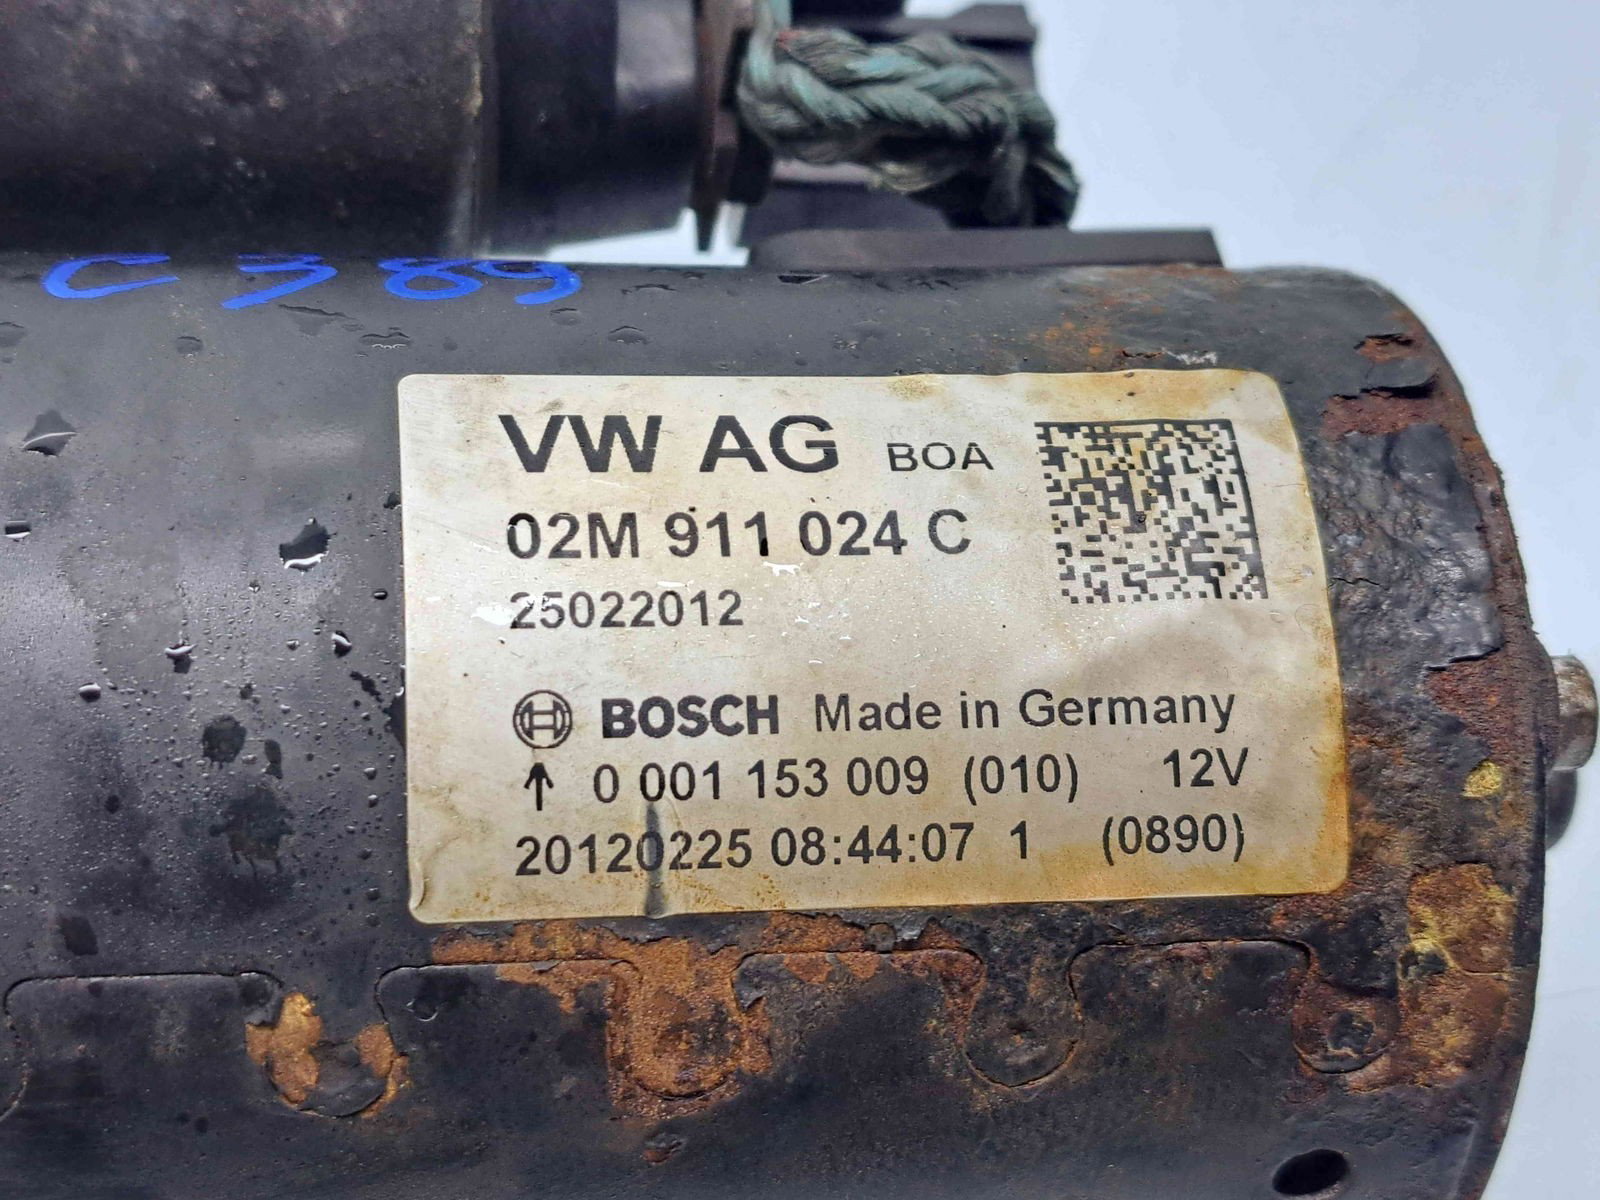 C389
VW AG BOA
02M 911 024 C
25022012
BOSCH Made in Germany
↑ 0 001 153 009 (010) 12V
20120225 08:44:07 1 (0890)